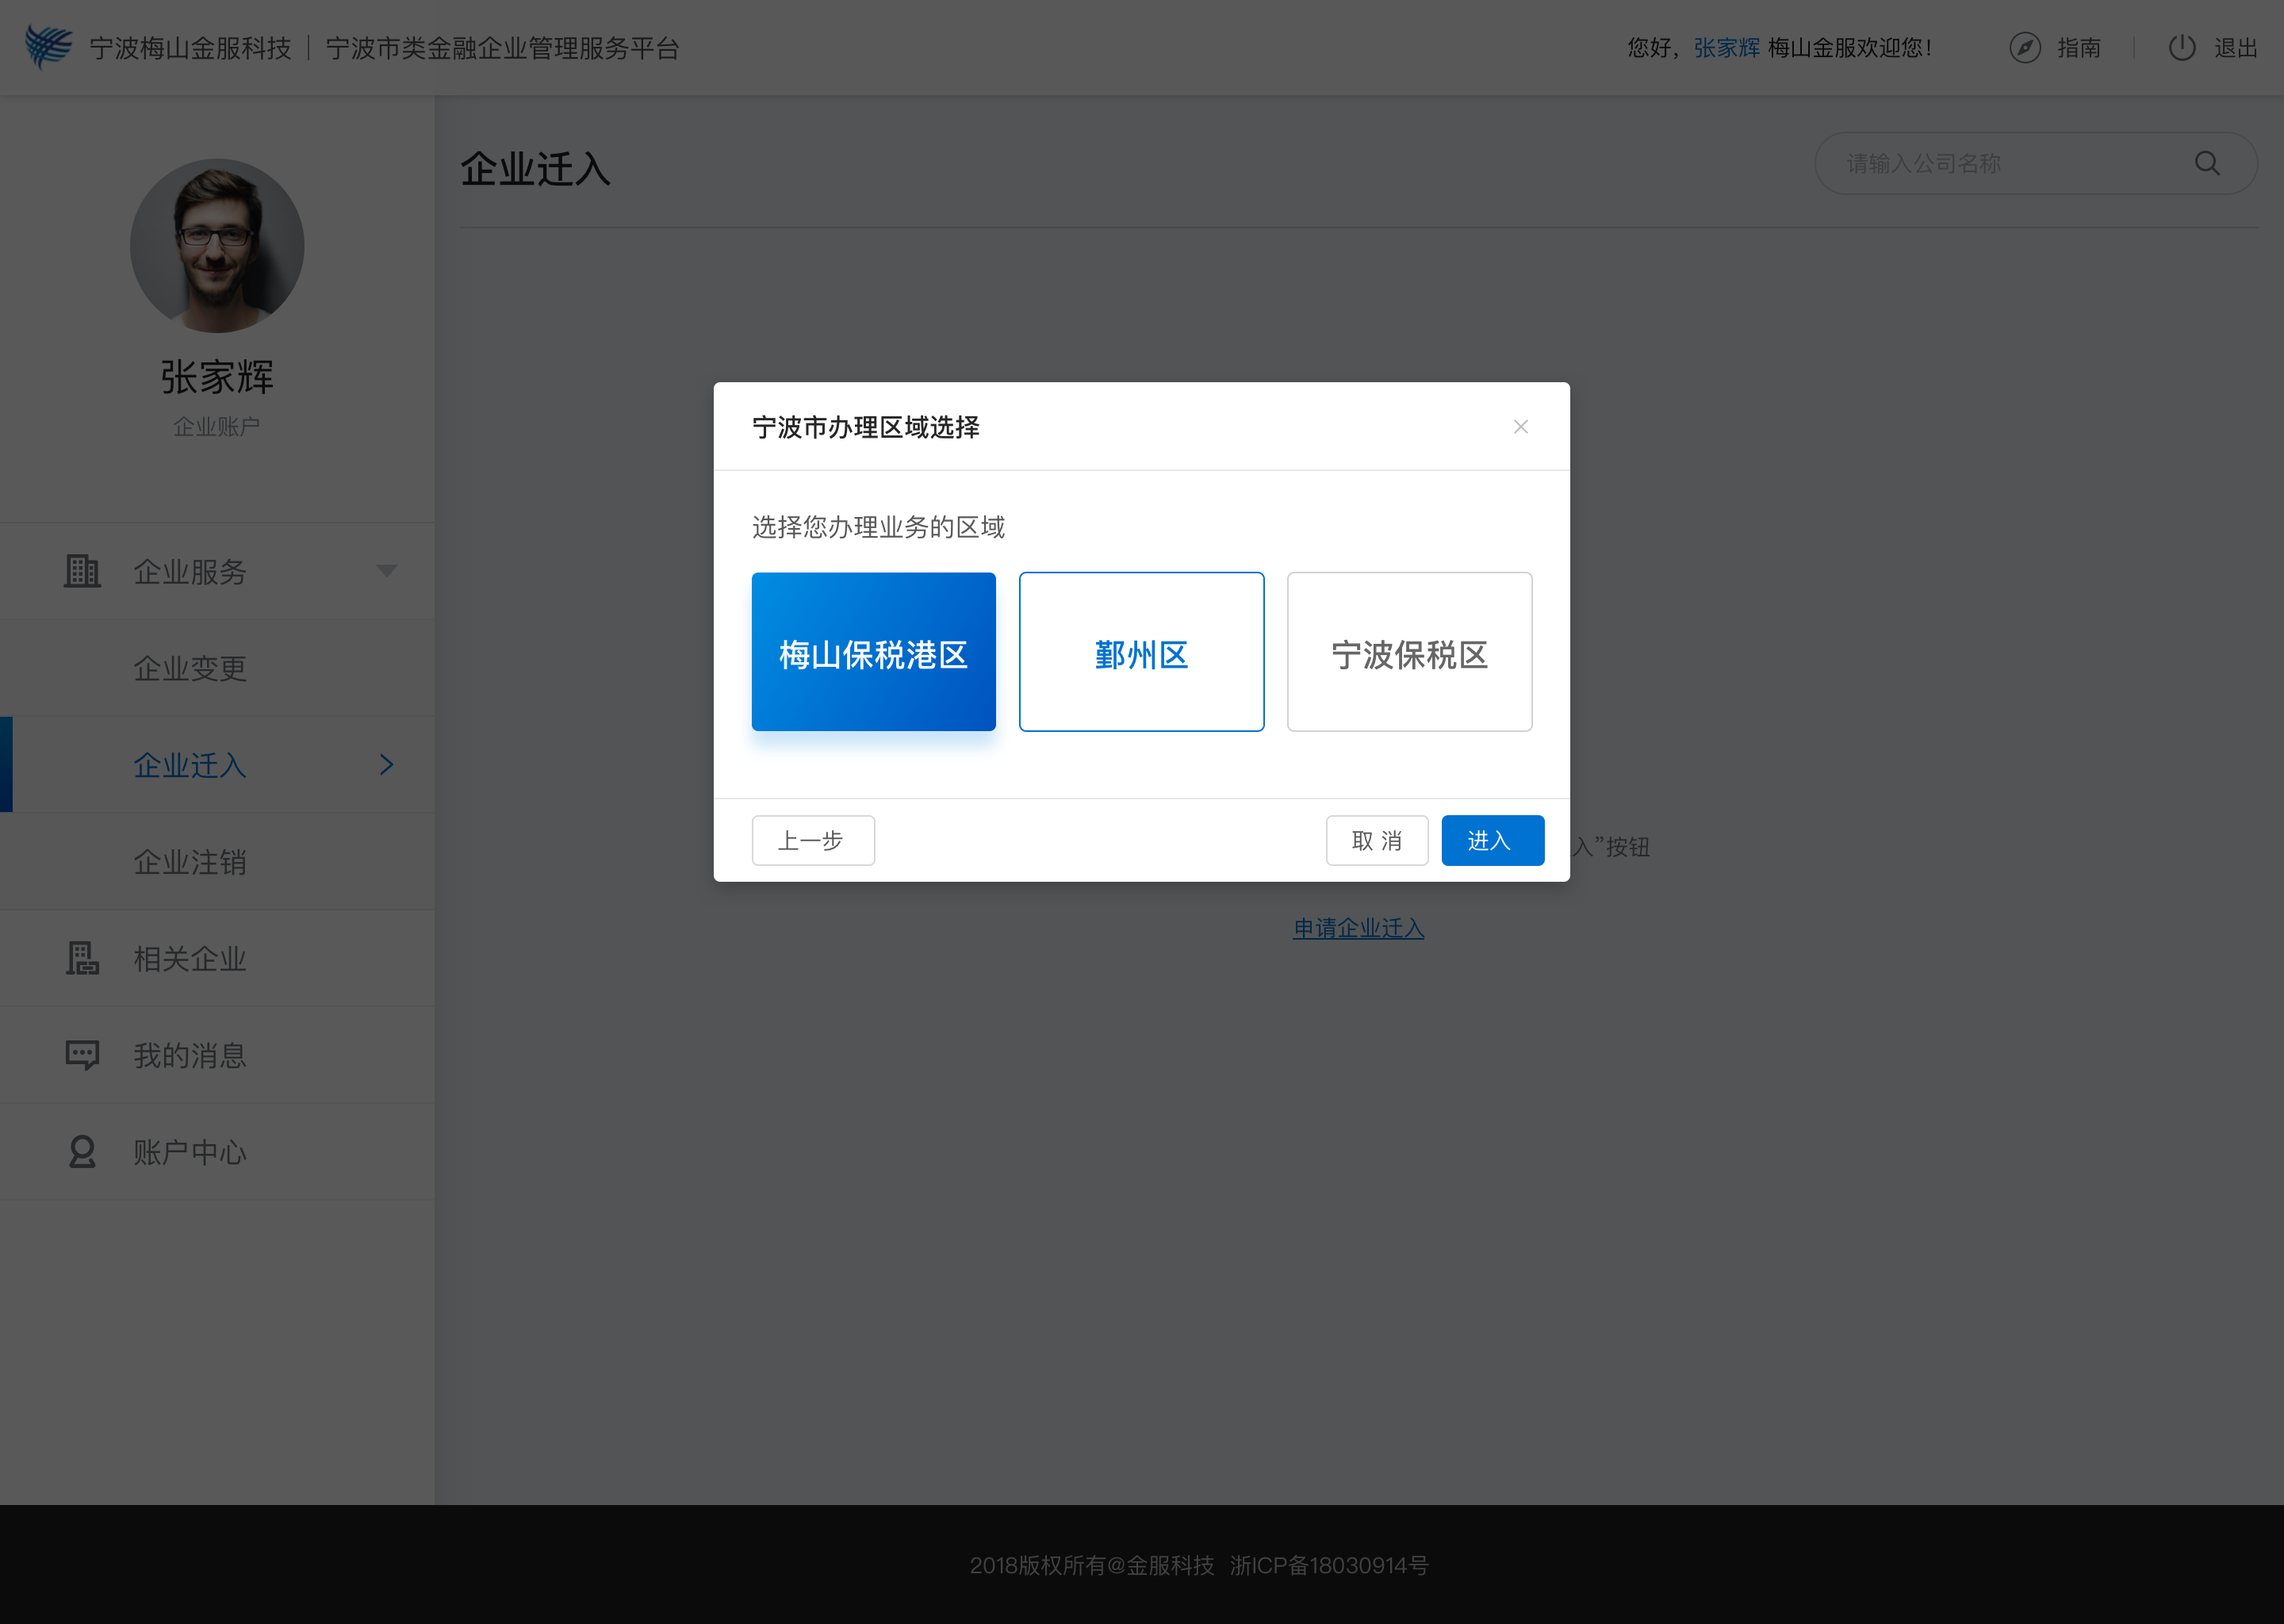 宁波梅山金服科技 | 宁波市类金融企业管理服务平台
您好，张家辉 梅山金服欢迎您！
指南
退出
张家辉
企业账户
企业服务
企业变更
企业迁入
企业注销
相关企业
我的消息
账户中心
企业迁入
请输入公司名称
宁波市办理区域选择
选择您办理业务的区域
梅山保税港区
鄞州区
宁波保税区
上一步
取 消
进入
入”按钮
申请企业迁入
2018版权所有@金服科技 浙ICP备18030914号